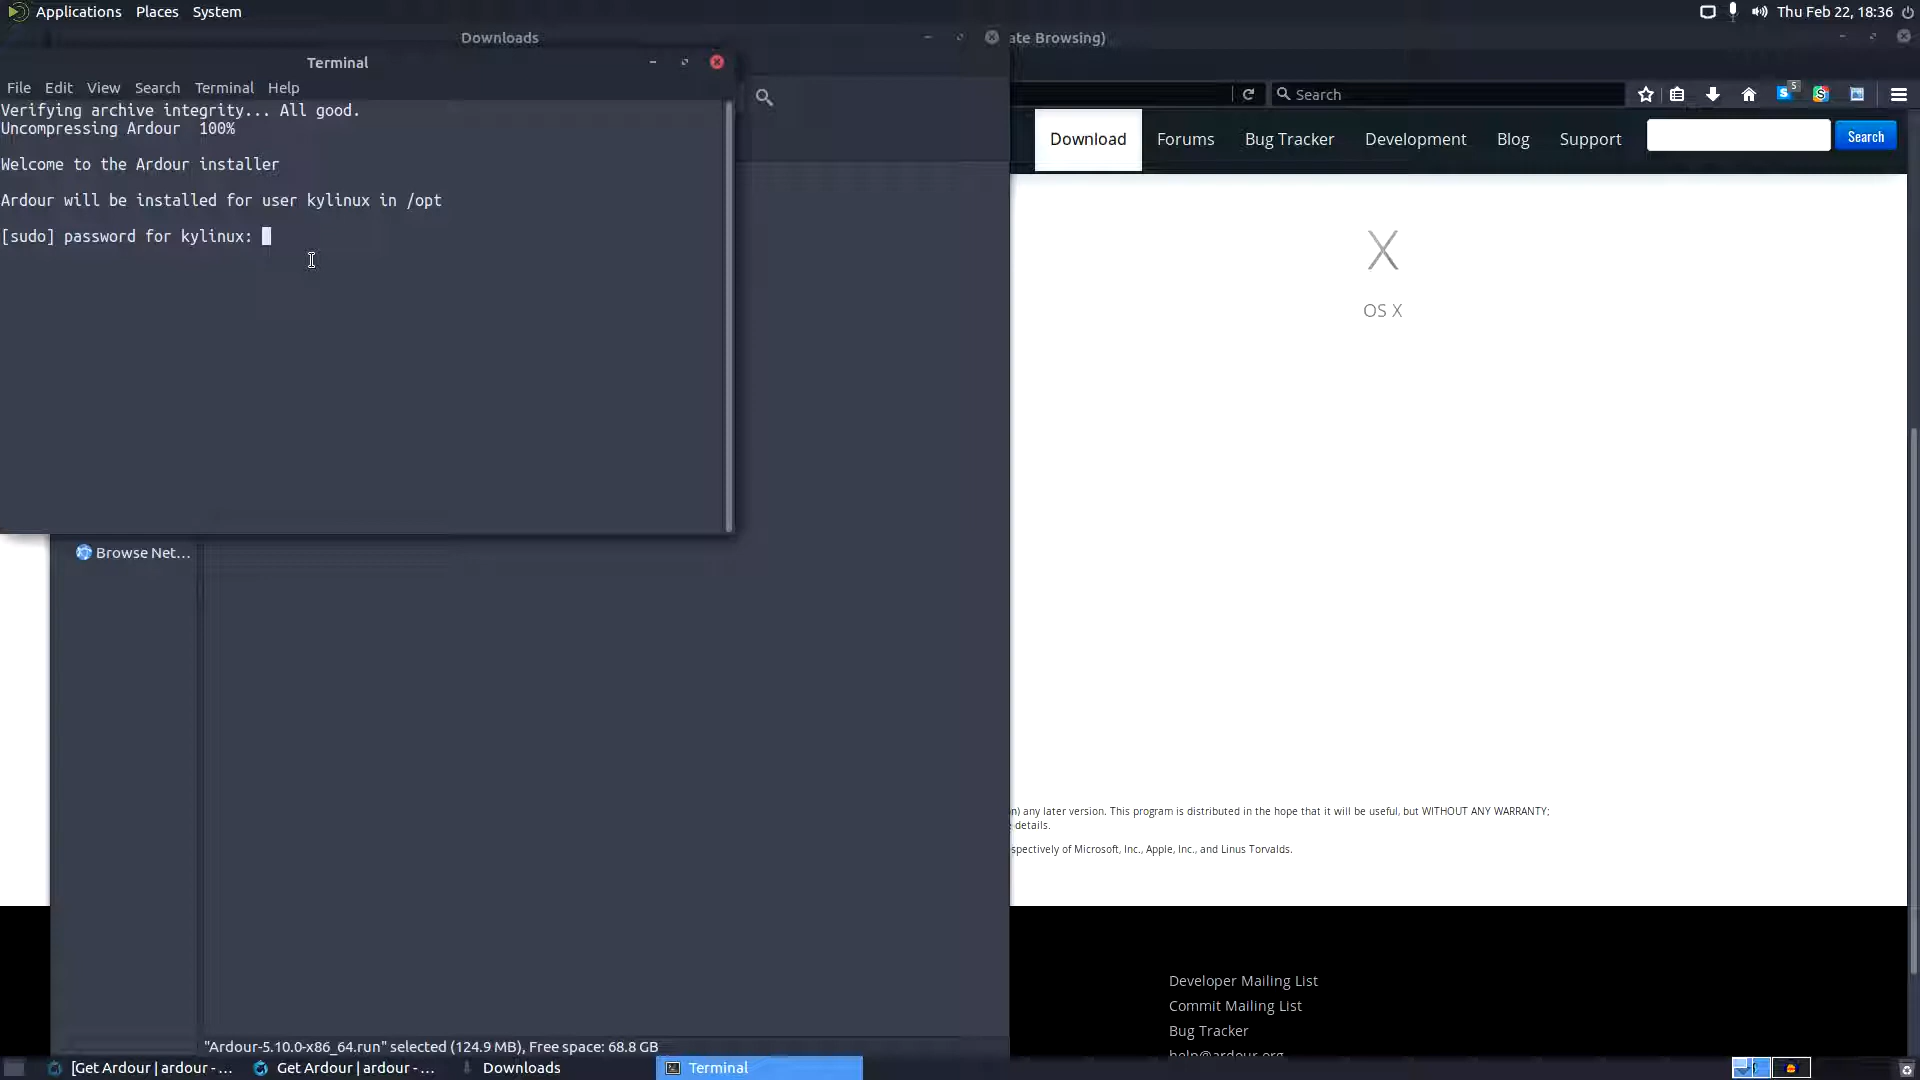 Applications Places System
Thu Feb 22, 18:36
Downloads
ate Browsing)
Terminal
File Edit View Search Terminal Help
Verifying archive integrity... All good.
Uncompressing Ardour 100%
Welcome to the Ardour installer
Ardour will be installed for user kylinux in /opt
[sudo] password for kylinux:
Search
5
Download Forums Bug Tracker Development Blog Support Search
X
OS X
Browse Net...
n) any later version. This program is distributed in the hope that it will be useful, but WITHOUT ANY WARRANTY;
details.
spectively of Microsoft, Inc., Apple, Inc., and Linus Torvalds.
Developer Mailing List
Commit Mailing List
Bug Tracker
help@ardour.org
"Ardour-5.10.0-x86_64.run" selected (124.9 MB), Free space: 68.8 GB
[Get Ardour | ardour - ...
Get Ardour | ardour - ...
Downloads
Terminal